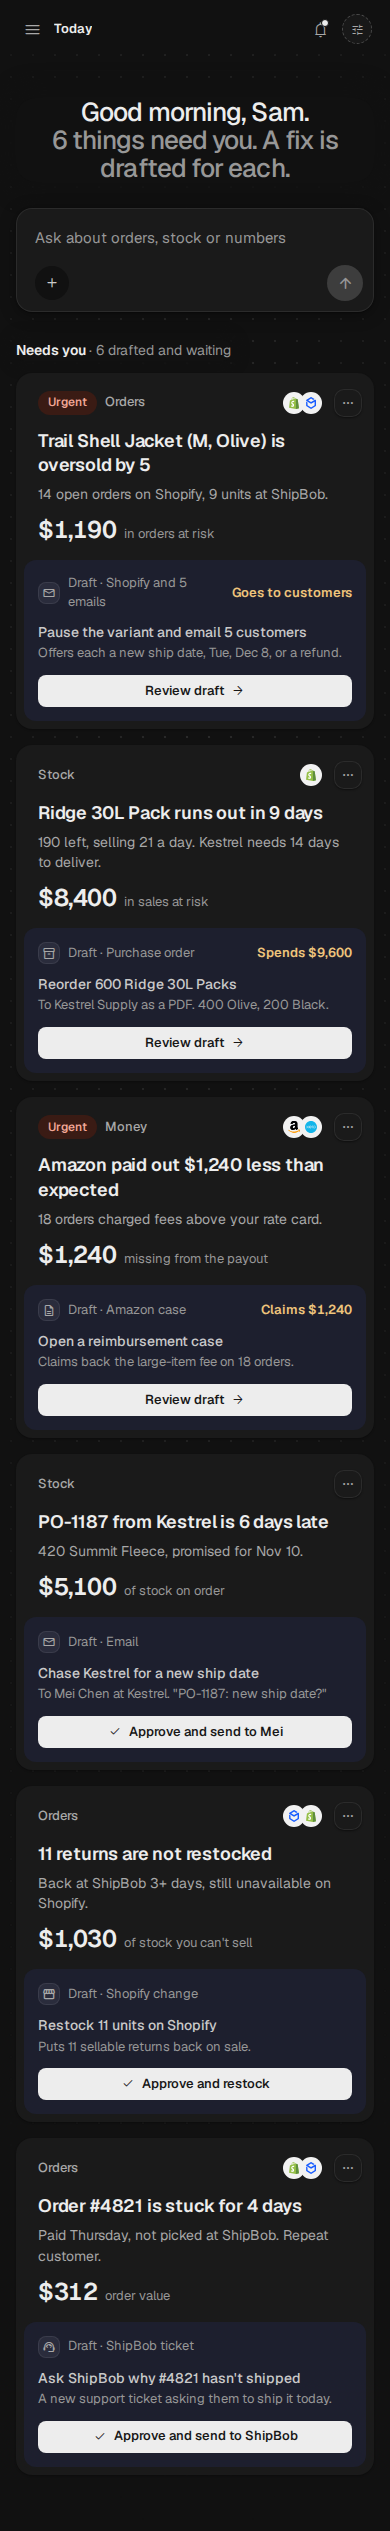 Today
Good morning, Sam.
6 things need you. A fix is
drafted for each.
Ask about orders, stock or numbers
Needs you · 6 drafted and waiting
Urgent Orders
Trail Shell Jacket (M, Olive) is
oversold by 5
14 open orders on Shopify, 9 units at ShipBob.
$1,190 in orders at risk
Draft · Shopify and 5
emails
Goes to customers
Pause the variant and email 5 customers
Offers each a new ship date, Tue, Dec 8, or a refund.
Review draft →
Stock
Ridge 30L Pack runs out in 9 days
190 left, selling 21 a day. Kestrel needs 14 days
to deliver.
$8,400 in sales at risk
Draft · Purchase order Spends $9,600
Reorder 600 Ridge 30L Packs
To Kestrel Supply as a PDF. 400 Olive, 200 Black.
Review draft →
Urgent Money
Amazon paid out $1,240 less than
expected
18 orders charged fees above your rate card.
$1,240 missing from the payout
Draft · Amazon case Claims $1,240
Open a reimbursement case
Claims back the large-item fee on 18 orders.
Review draft →
Stock
PO-1187 from Kestrel is 6 days late
420 Summit Fleece, promised for Nov 10.
$5,100 of stock on order
Draft · Email
Chase Kestrel for a new ship date
To Mei Chen at Kestrel. "PO-1187: new ship date?"
Approve and send to Mei
Orders
11 returns are not restocked
Back at ShipBob 3+ days, still unavailable on
Shopify.
$1,030 of stock you can't sell
Draft · Shopify change
Restock 11 units on Shopify
Puts 11 sellable returns back on sale.
Approve and restock
Orders
Order #4821 is stuck for 4 days
Paid Thursday, not picked at ShipBob. Repeat
customer.
$312 order value
Draft · ShipBob ticket
Ask ShipBob why #4821 hasn't shipped
A new support ticket asking them to ship it today.
Approve and send to ShipBob